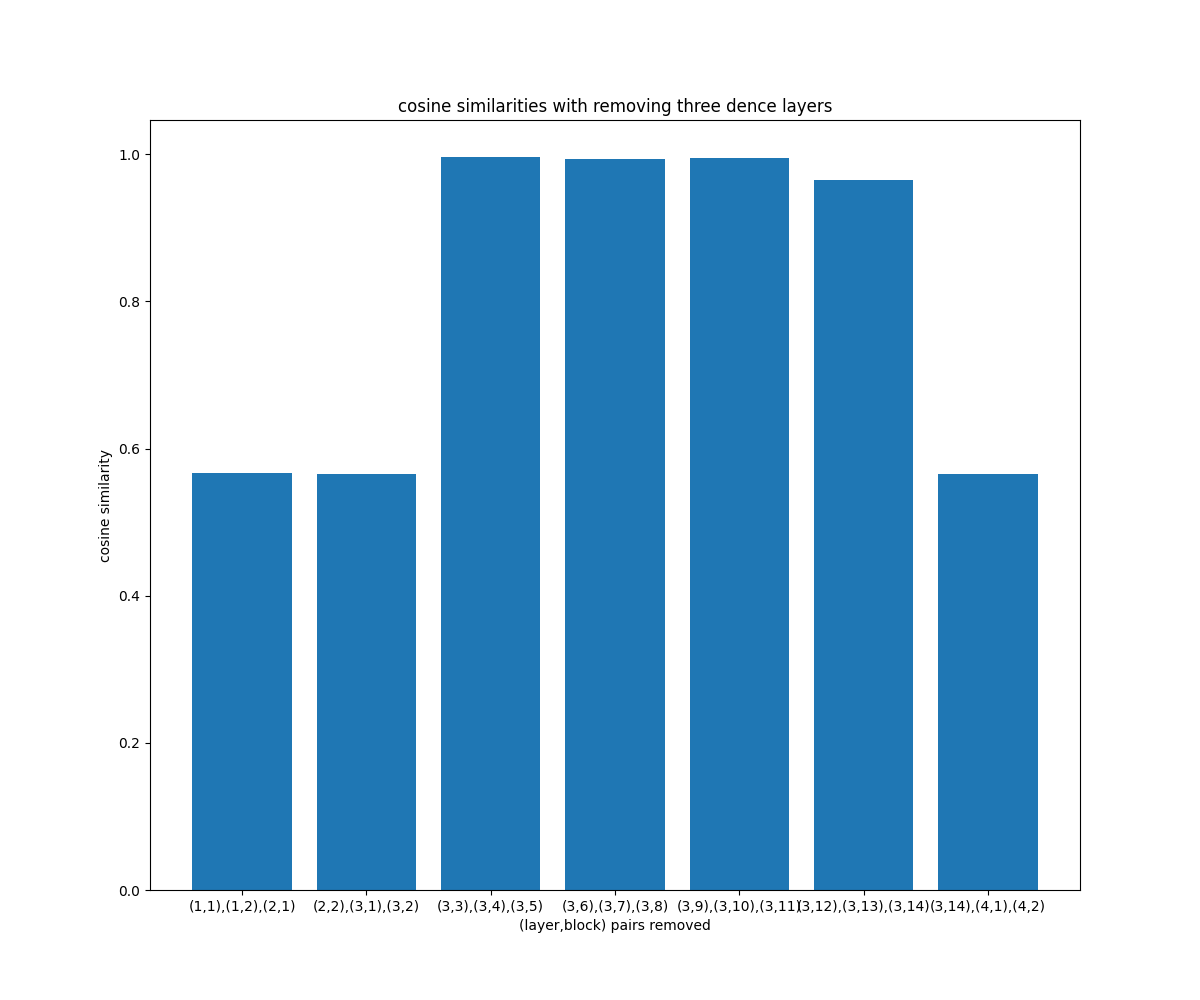 cosine similarities with removing three dence layers
1.0
0.8
0.6
0.4
0.2
0.0
cosine similarity
(1,1),(1,2),(2,1) (2,2),(3,1),(3,2) (3,3),(3,4),(3,5) (3,6),(3,7),(3,8) (3,9),(3,10),(3,11) (3,12),(3,13),(3,14) (3,14),(4,1),(4,2)
(layer,block) pairs removed